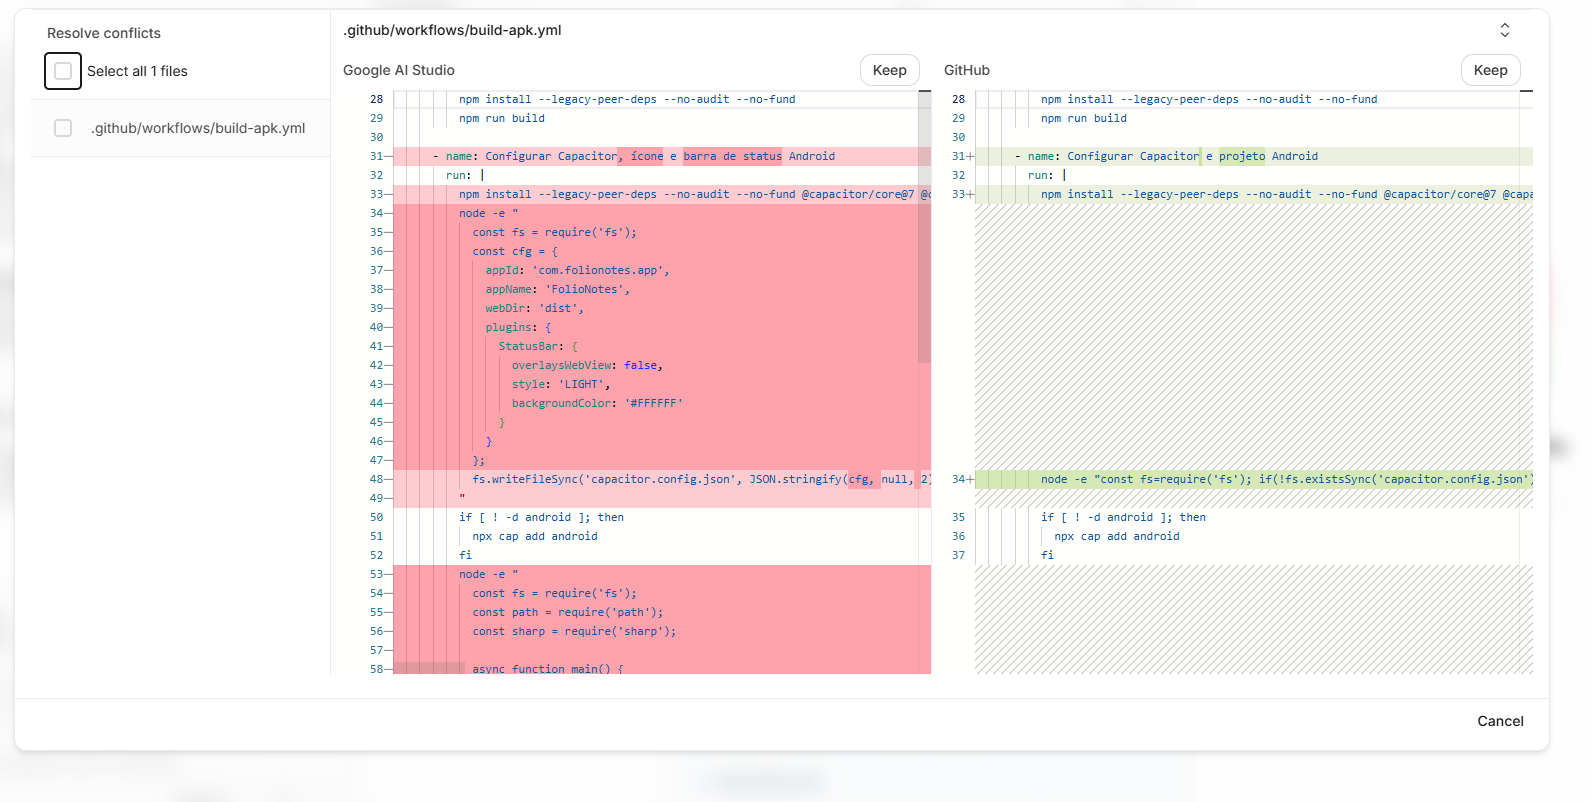 Resolve conflicts
Select all 1 files
.github/workflows/build-apk.yml
.github/workflows/build-apk.yml
Google AI Studio
Keep
28 npm install --legacy-peer-deps --no-audit --no-fund
29 npm run build
30
31— - name: Configurar Capacitor, ícone e barra de status Android
32 run: |
33— npm install --legacy-peer-deps --no-audit --no-fund @capacitor/core@7 @c
34— node -e "
35— const fs = require('fs');
36— const cfg = {
37— appId: 'com.folionotes.app',
38— appName: 'FolioNotes',
39— webDir: 'dist',
40— plugins: {
41— StatusBar: {
42— overlaysWebView: false,
43— style: 'LIGHT',
44— backgroundColor: '#FFFFFF'
45— }
46— }
47— };
48— fs.writeFileSync('capacitor.config.json', JSON.stringify(cfg, null, 2)
49— "
50 if [ ! -d android ]; then
51 npx cap add android
52 fi
53— node -e "
54— const fs = require('fs');
55— const path = require('path');
56— const sharp = require('sharp');
57—
58— async function main() {
GitHub
Keep
28 npm install --legacy-peer-deps --no-audit --no-fund
29 npm run build
30
31+ - name: Configurar Capacitor e projeto Android
32 run: |
33+ npm install --legacy-peer-deps --no-audit --no-fund @capacitor/core@7 @capa
34+ node -e "const fs=require('fs'); if(!fs.existsSync('capacitor.config.json')
35 if [ ! -d android ]; then
36 npx cap add android
37 fi
Cancel